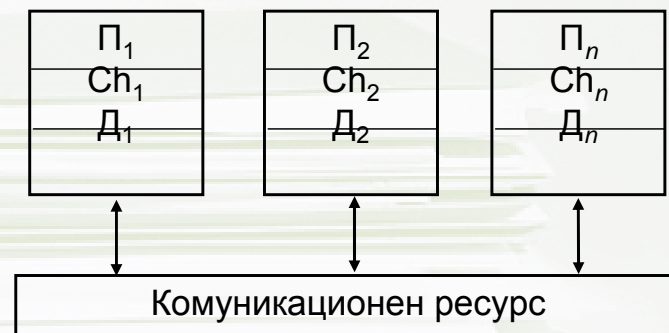 П₁ П₂ Пₙ
Ch₁ Ch₂ Chₙ
Д₁ Д₂ Дₙ
Комуникационен ресурс